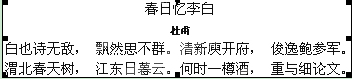 春日忆李白
杜甫
白也诗无敌， 飘然思不群。清新庾开府， 俊逸鲍参军。
渭北春天树， 江东日暮云。何时一樽酒， 重与细论文。